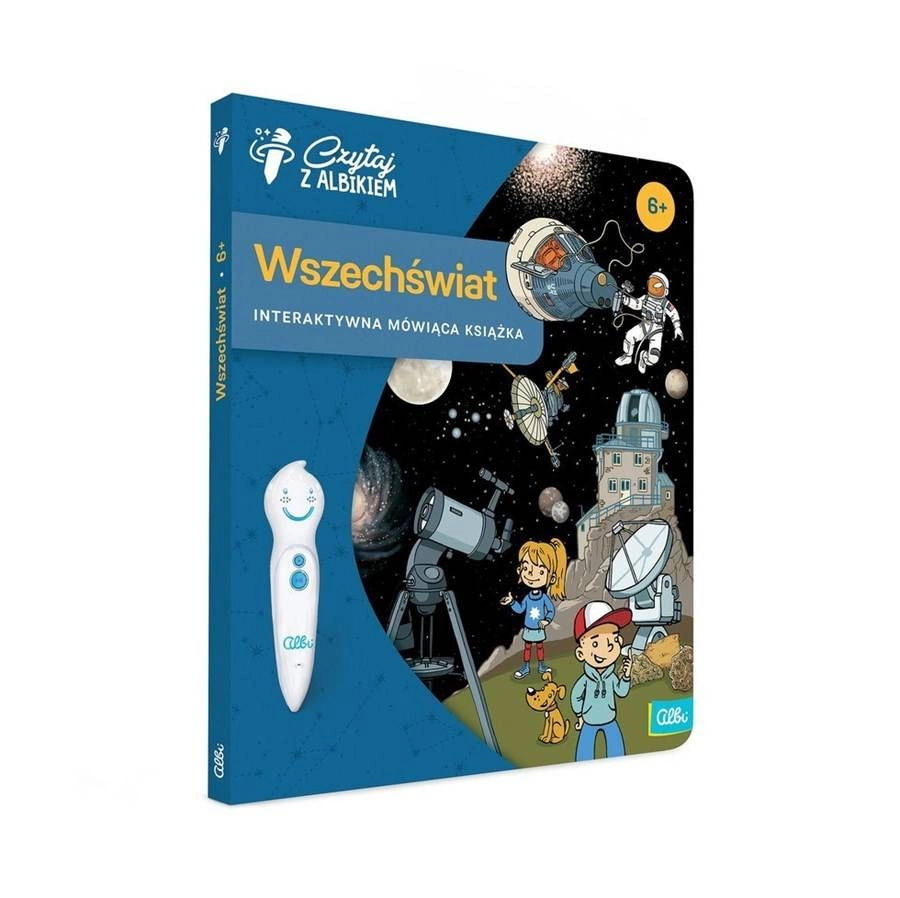 Czytaj
Z ALBIKIEM
6+
Wszechświat
INTERAKTYWNA MÓWIĄCA KSIĄŻKA
Wszechświat • 6+
albi
albi
albi